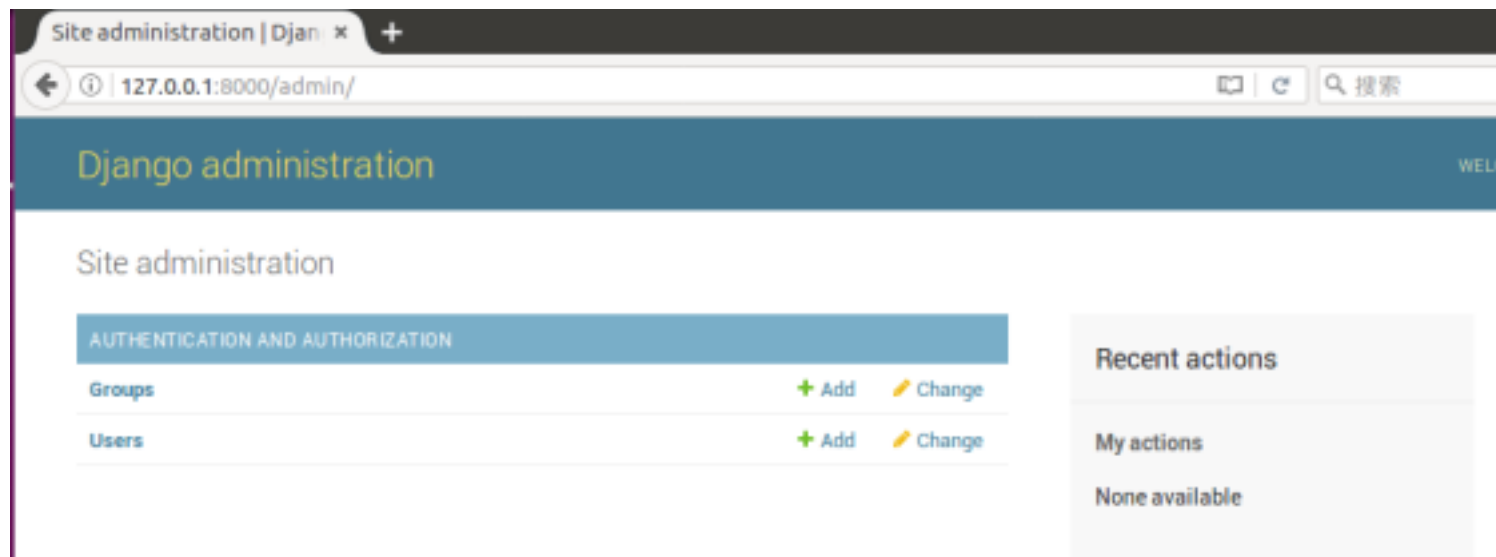 Site administration | Djan
127.0.0.1:8000/admin/
搜索
Django administration
WEL
Site administration
AUTHENTICATION AND AUTHORIZATION
Groups
Add
Change
Users
Add
Change
Recent actions
My actions
None available